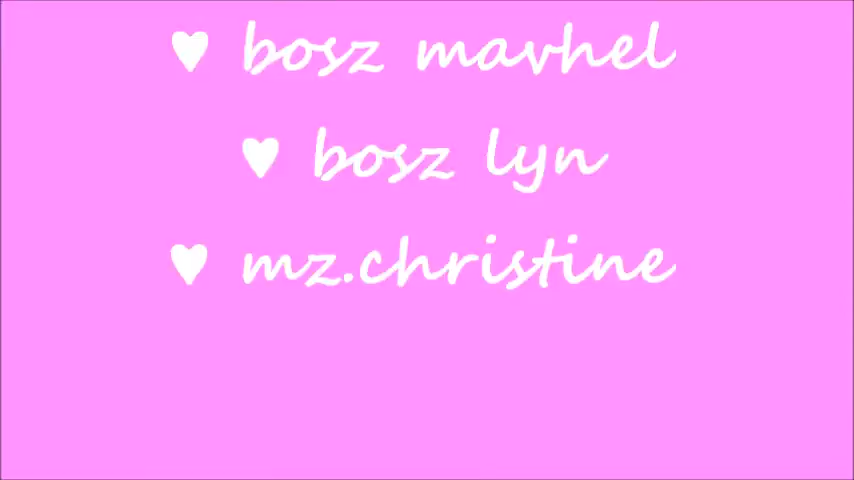 ♥ bosz mavhel
♥ bosz lyn
♥ mz.christine